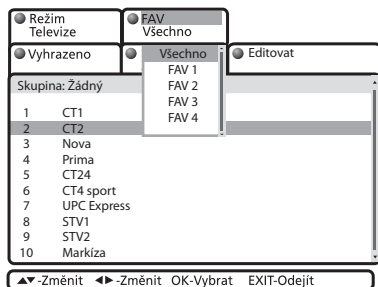 Režim FAV
Televize Všechno
Vyhrazeno Všechno Editovat
FAV 1
FAV 2
FAV 3
FAV 4
Skupina: Žádný
1 CT1
2 CT2
3 Nova
4 Prima
5 CT24
6 CT4 sport
7 UPC Express
8 STV1
9 STV2
10 Markíza
▲▼-Změnit ◀▶-Změnit OK-Vybrat EXIT-Odejít